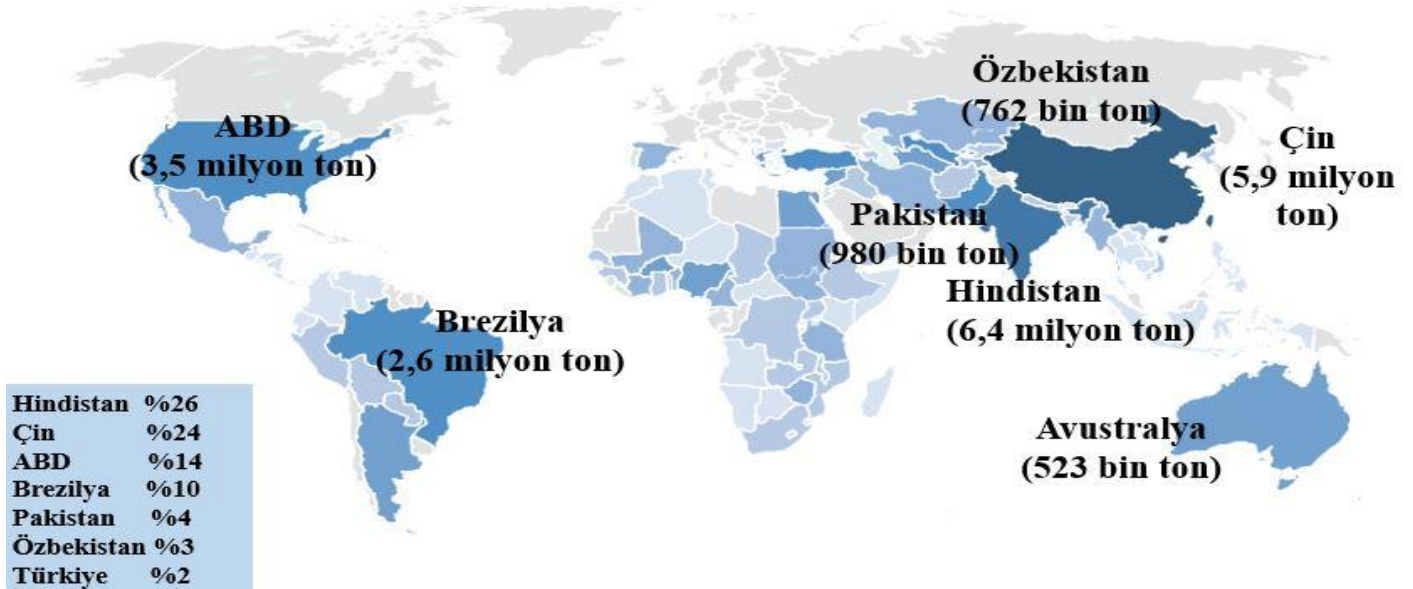 Özbekistan
(762 bin ton)
ABD
(3,5 milyon ton)
Çin
(5,9 milyon
ton)
Pakistan
(980 bin ton)
Hindistan
(6,4 milyon ton)
Brezilya
(2,6 milyon ton)
Avustralya
(523 bin ton)
Hindistan %26
Çin %24
ABD %14
Brezilya %10
Pakistan %4
Özbekistan %3
Türkiye %2